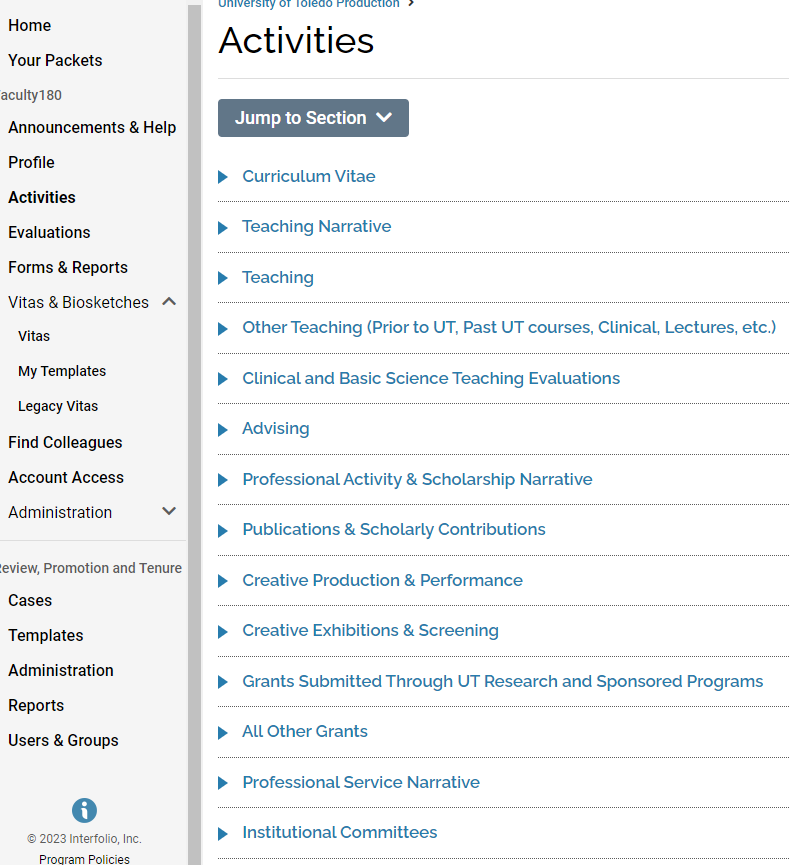 Home
Your Packets
aculty180
Announcements & Help
Profile
Activities
Evaluations
Forms & Reports
Vitas & Biosketches
Vitas
My Templates
Legacy Vitas
Find Colleagues
Account Access
Administration
eview, Promotion and Tenure
Cases
Templates
Administration
Reports
Users & Groups
© 2023 Interfolio, Inc.
Program Policies
University of Toledo Production >
Activities
Jump to Section
Curriculum Vitae
Teaching Narrative
Teaching
Other Teaching (Prior to UT, Past UT courses, Clinical, Lectures, etc.)
Clinical and Basic Science Teaching Evaluations
Advising
Professional Activity & Scholarship Narrative
Publications & Scholarly Contributions
Creative Production & Performance
Creative Exhibitions & Screening
Grants Submitted Through UT Research and Sponsored Programs
All Other Grants
Professional Service Narrative
Institutional Committees